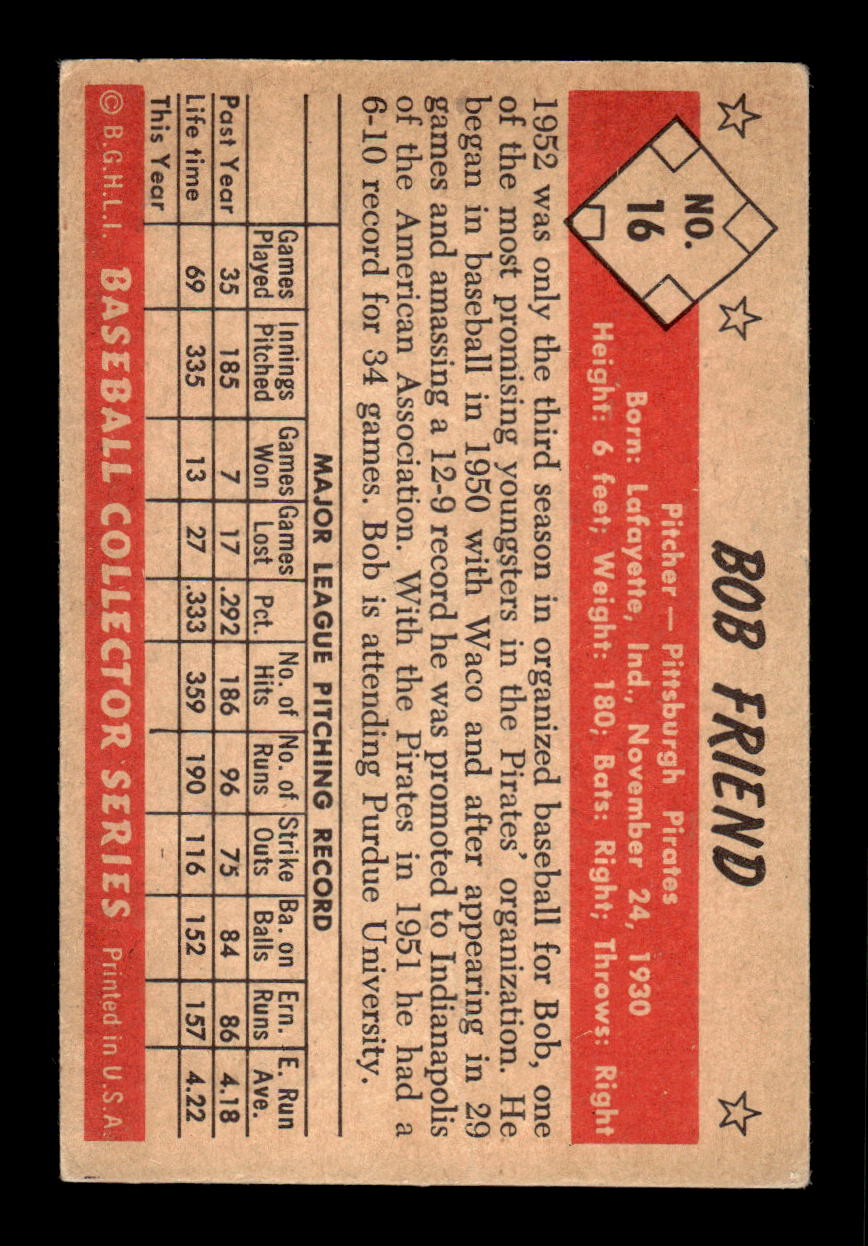 BOB FRIEND
NO.
16
Pitcher — Pittsburgh Pirates
Born: Lafayette, Ind., November 24, 1930
Height: 6 feet; Weight: 180; Bats: Right; Throws: Right
1952 was only the third season in organized baseball for Bob, one
of the most promising youngsters in the Pirates' organization. He
began in baseball in 1950 with Waco and after appearing in 29
games and amassing a 12-9 record he was promoted to Indianapolis
of the American Association. With the Pirates in 1951 he had a
6-10 record for 34 games. Bob is attending Purdue University.
MAJOR LEAGUE PITCHING RECORD
Games Innings Games Games No. of No. of Strike Ba. on Ern. E. Run
Played Pitched Won Lost Pct. Hits Runs Outs Balls Runs Ave.
Past Year 35 185 7 17 .292 186 96 75 84 86 4.18
Life time 69 335 13 27 .333 359 190 116 152 157 4.22
This Year
© B.G.H.L.I. BASEBALL COLLECTOR SERIES Printed in U.S.A.